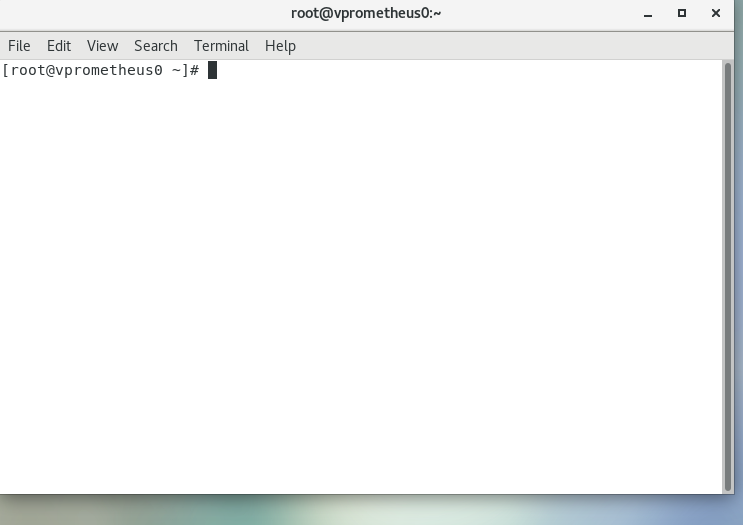 root@vprometheus0:~
File Edit View Search Terminal Help
[root@vprometheus0 ~]#